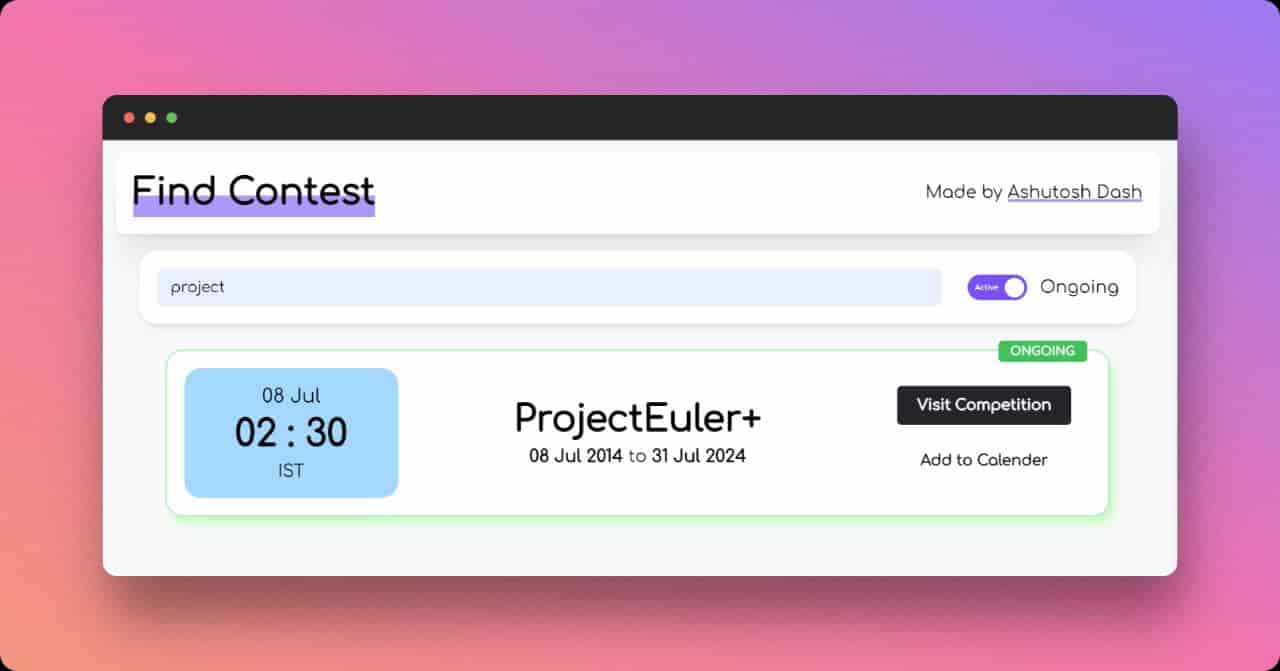 Find Contest
Made by Ashutosh Dash
project
Active
Ongoing
ONGOING
08 Jul
02 : 30
IST
ProjectEuler+
08 Jul 2014 to 31 Jul 2024
Visit Competition
Add to Calender